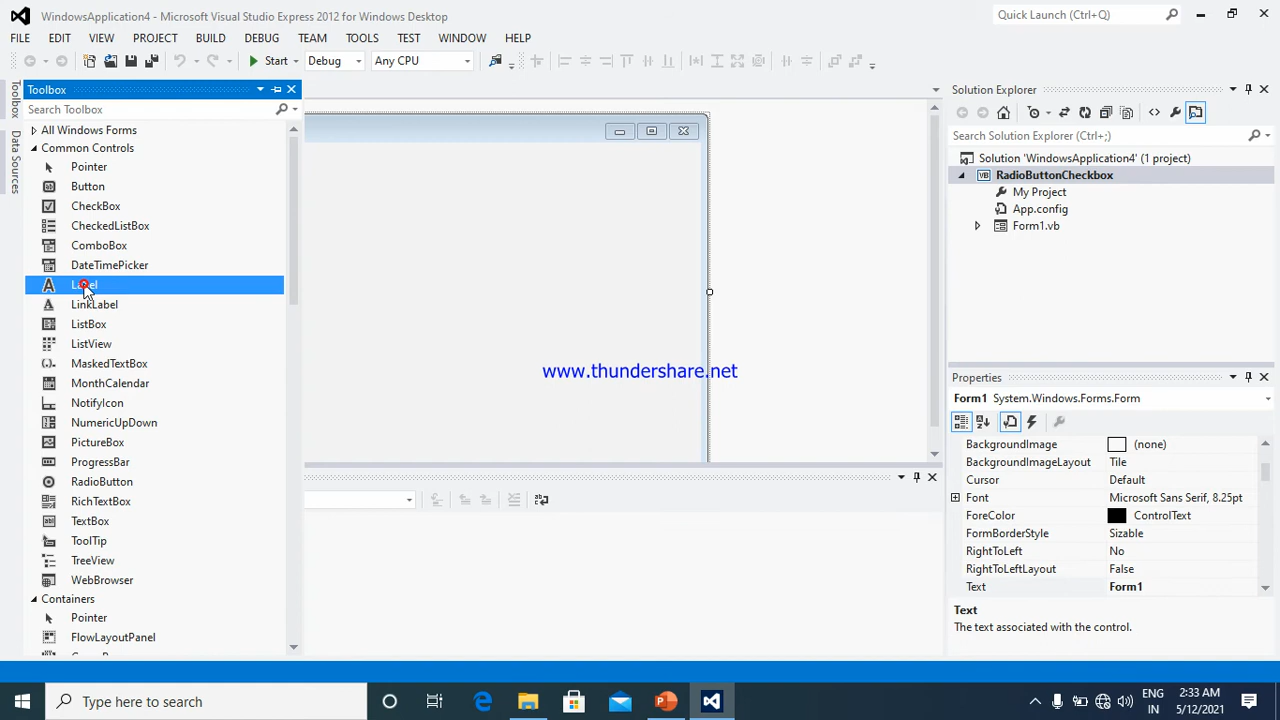 WindowsApplication4 - Microsoft Visual Studio Express 2012 for Windows Desktop
Quick Launch (Ctrl+Q)
FILE EDIT VIEW PROJECT BUILD DEBUG TEAM TOOLS TEST WINDOW HELP
Start Debug Any CPU
Toolbox
Data Sources
Toolbox
Search Toolbox
All Windows Forms
Common Controls
Pointer
Button
CheckBox
CheckedListBox
ComboBox
DateTimePicker
Label
LinkLabel
ListBox
ListView
MaskedTextBox
MonthCalendar
NotifyIcon
NumericUpDown
PictureBox
ProgressBar
RadioButton
RichTextBox
TextBox
ToolTip
TreeView
WebBrowser
Containers
Pointer
FlowLayoutPanel
www.thundershare.net
Solution Explorer
Search Solution Explorer (Ctrl+;)
Solution 'WindowsApplication4' (1 project)
RadioButtonCheckbox
My Project
App.config
Form1.vb
Properties
Form1 System.Windows.Forms.Form
BackgroundImage (none)
BackgroundImageLayout Tile
Cursor Default
Font Microsoft Sans Serif, 8.25pt
ForeColor ControlText
FormBorderStyle Sizable
RightToLeft No
RightToLeftLayout False
Text Form1
Text
The text associated with the control.
Type here to search
ENG
IN
2:33 AM
5/12/2021